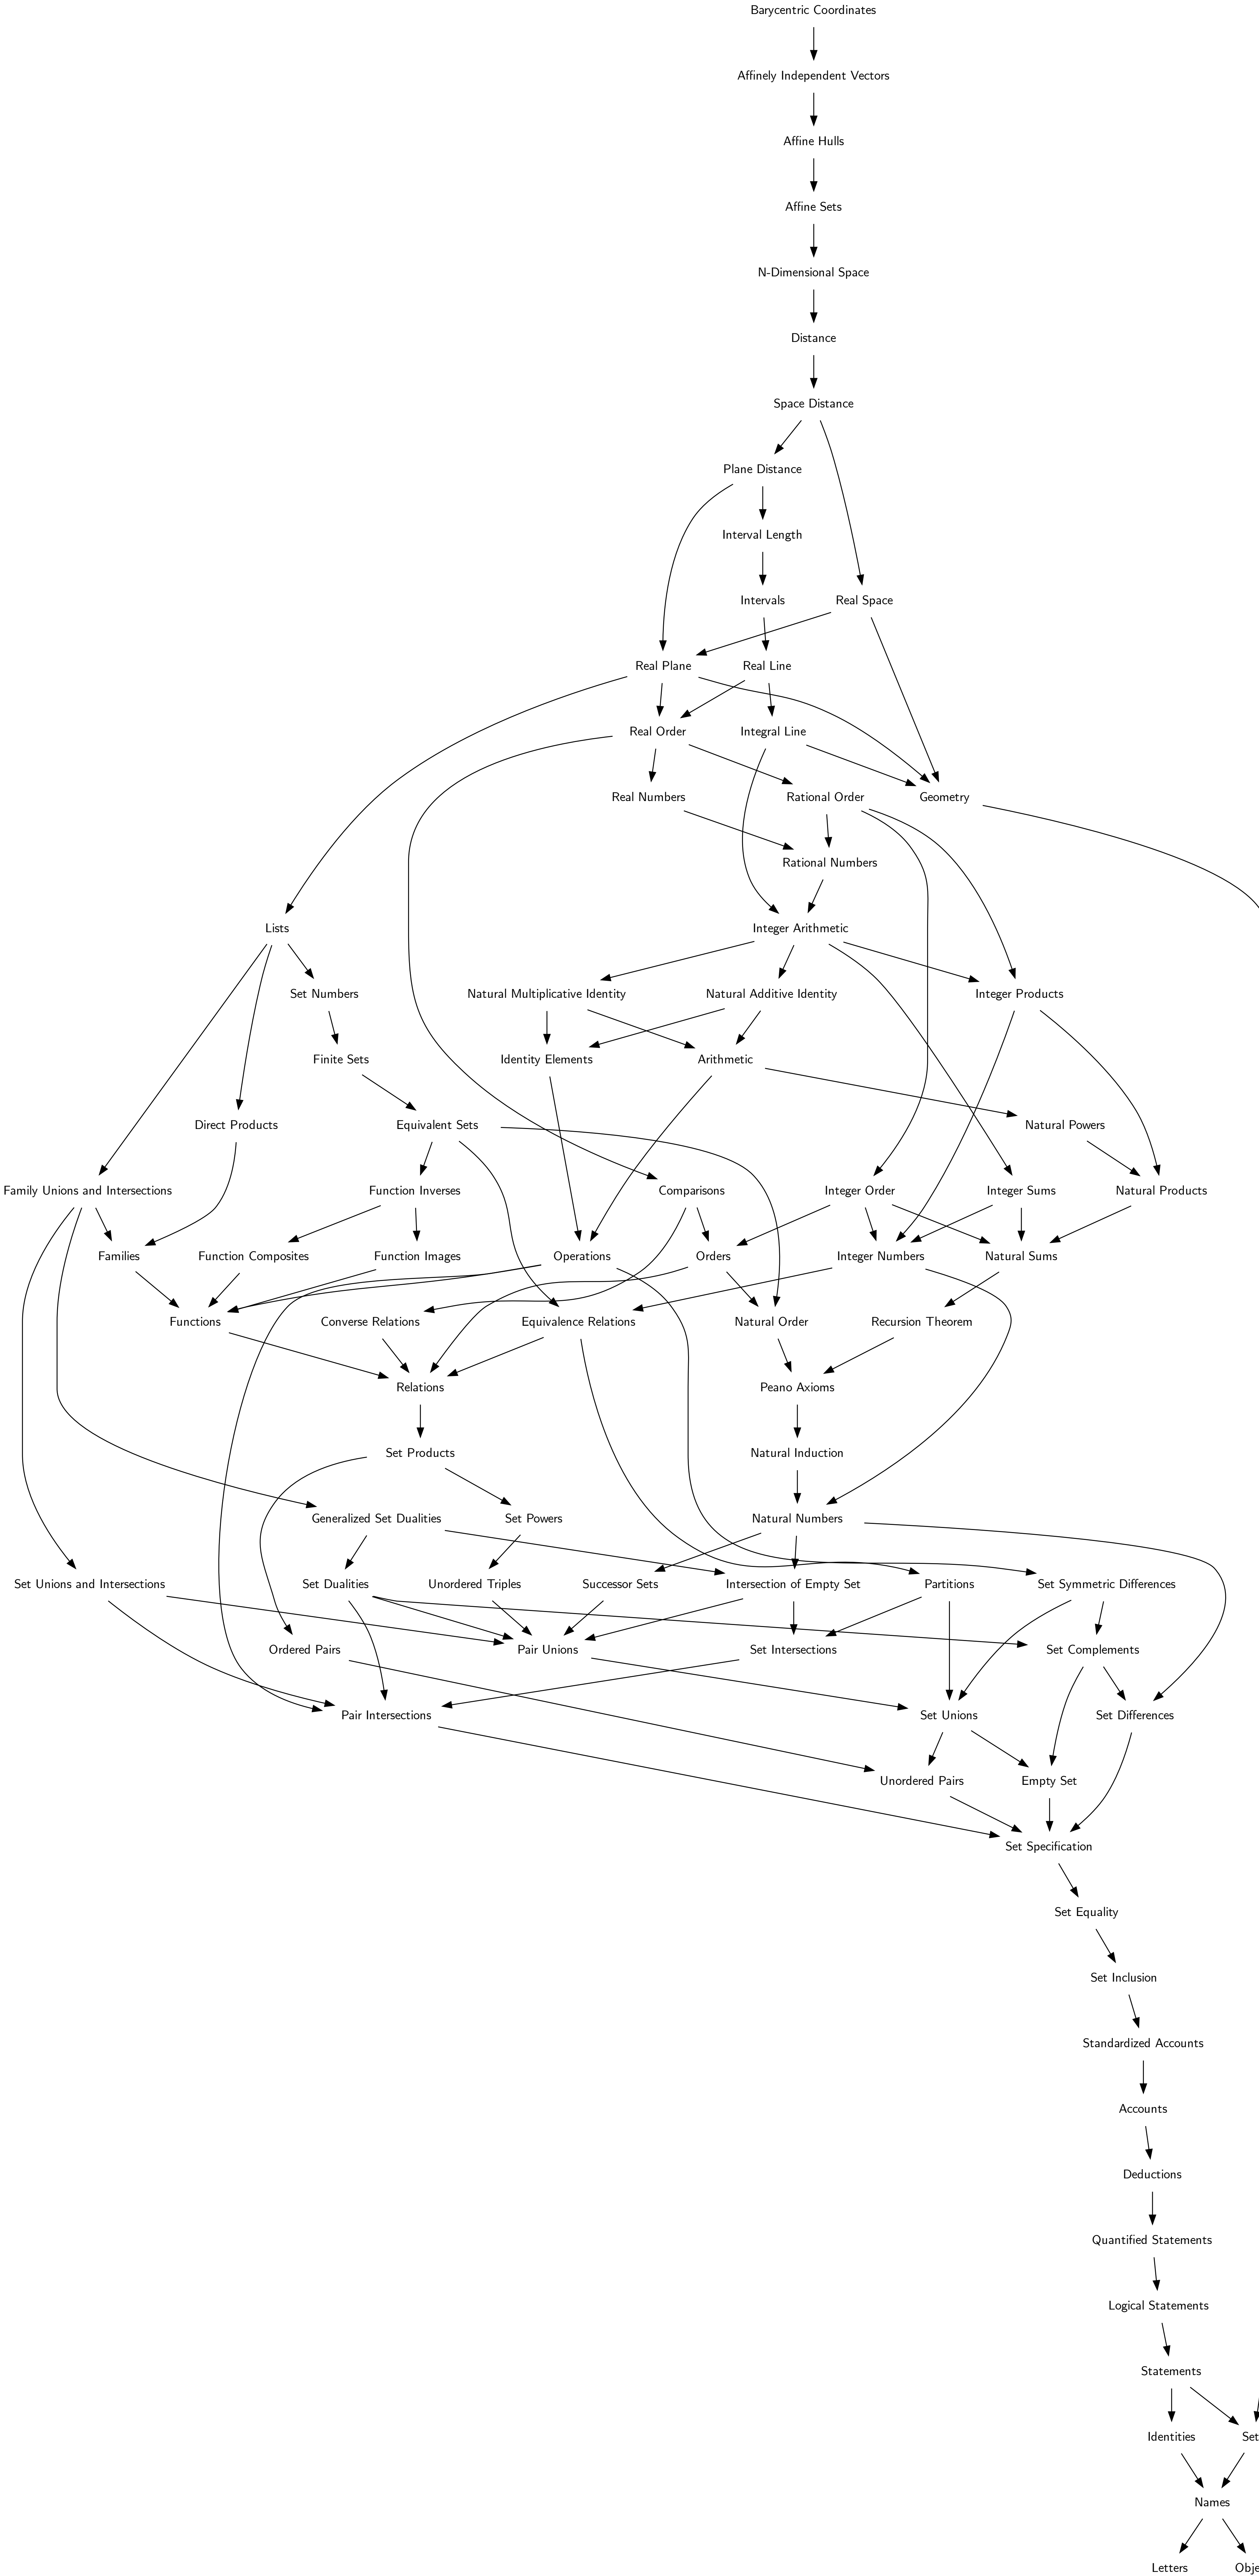 Barycentric Coordinates
Affinely Independent Vectors
Affine Hulls
Affine Sets
N-Dimensional Space
Distance
Space Distance
Plane Distance
Interval Length
Intervals
Real Space
Real Plane
Real Line
Real Order
Integral Line
Real Numbers
Rational Order
Geometry
Rational Numbers
Lists
Integer Arithmetic
Set Numbers
Natural Multiplicative Identity
Natural Additive Identity
Integer Products
Finite Sets
Identity Elements
Arithmetic
Direct Products
Equivalent Sets
Natural Powers
Family Unions and Intersections
Function Inverses
Comparisons
Integer Order
Integer Sums
Natural Products
Families
Function Composites
Function Images
Operations
Orders
Integer Numbers
Natural Sums
Functions
Converse Relations
Equivalence Relations
Natural Order
Recursion Theorem
Relations
Peano Axioms
Set Products
Natural Induction
Generalized Set Dualities
Set Powers
Natural Numbers
Set Unions and Intersections
Set Dualities
Unordered Triples
Successor Sets
Intersection of Empty Set
Partitions
Set Symmetric Differences
Ordered Pairs
Pair Unions
Set Intersections
Set Complements
Pair Intersections
Set Unions
Set Differences
Unordered Pairs
Empty Set
Set Specification
Set Equality
Set Inclusion
Standardized Accounts
Accounts
Deductions
Quantified Statements
Logical Statements
Statements
Identities
Set
Names
Letters
Obje